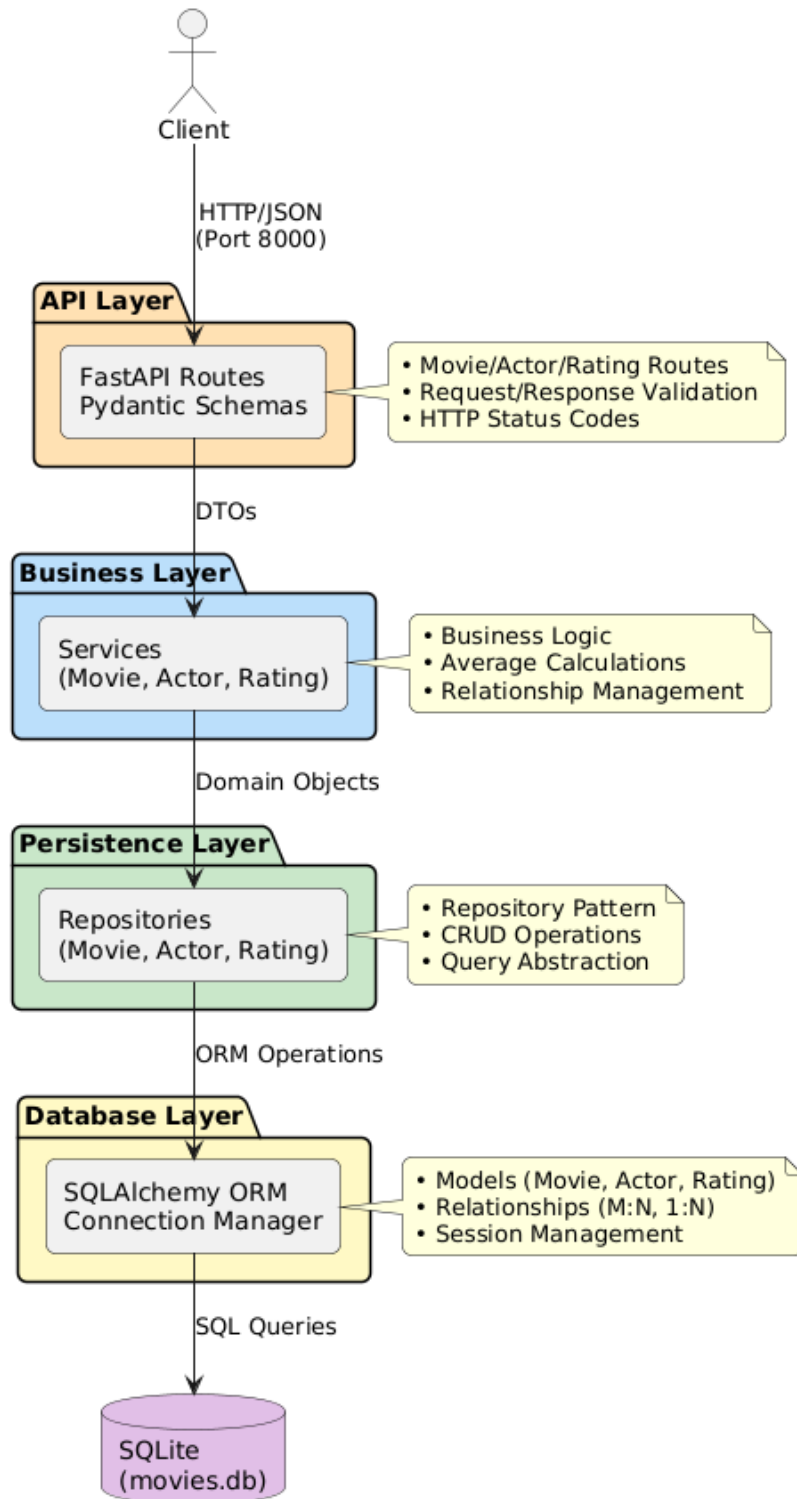 Client
HTTP/JSON
(Port 8000)
API Layer
FastAPI Routes
Pydantic Schemas
• Movie/Actor/Rating Routes
• Request/Response Validation
• HTTP Status Codes
DTOs
Business Layer
Services
(Movie, Actor, Rating)
• Business Logic
• Average Calculations
• Relationship Management
Domain Objects
Persistence Layer
Repositories
(Movie, Actor, Rating)
• Repository Pattern
• CRUD Operations
• Query Abstraction
ORM Operations
Database Layer
SQLAlchemy ORM
Connection Manager
• Models (Movie, Actor, Rating)
• Relationships (M:N, 1:N)
• Session Management
SQL Queries
SQLite
(movies.db)